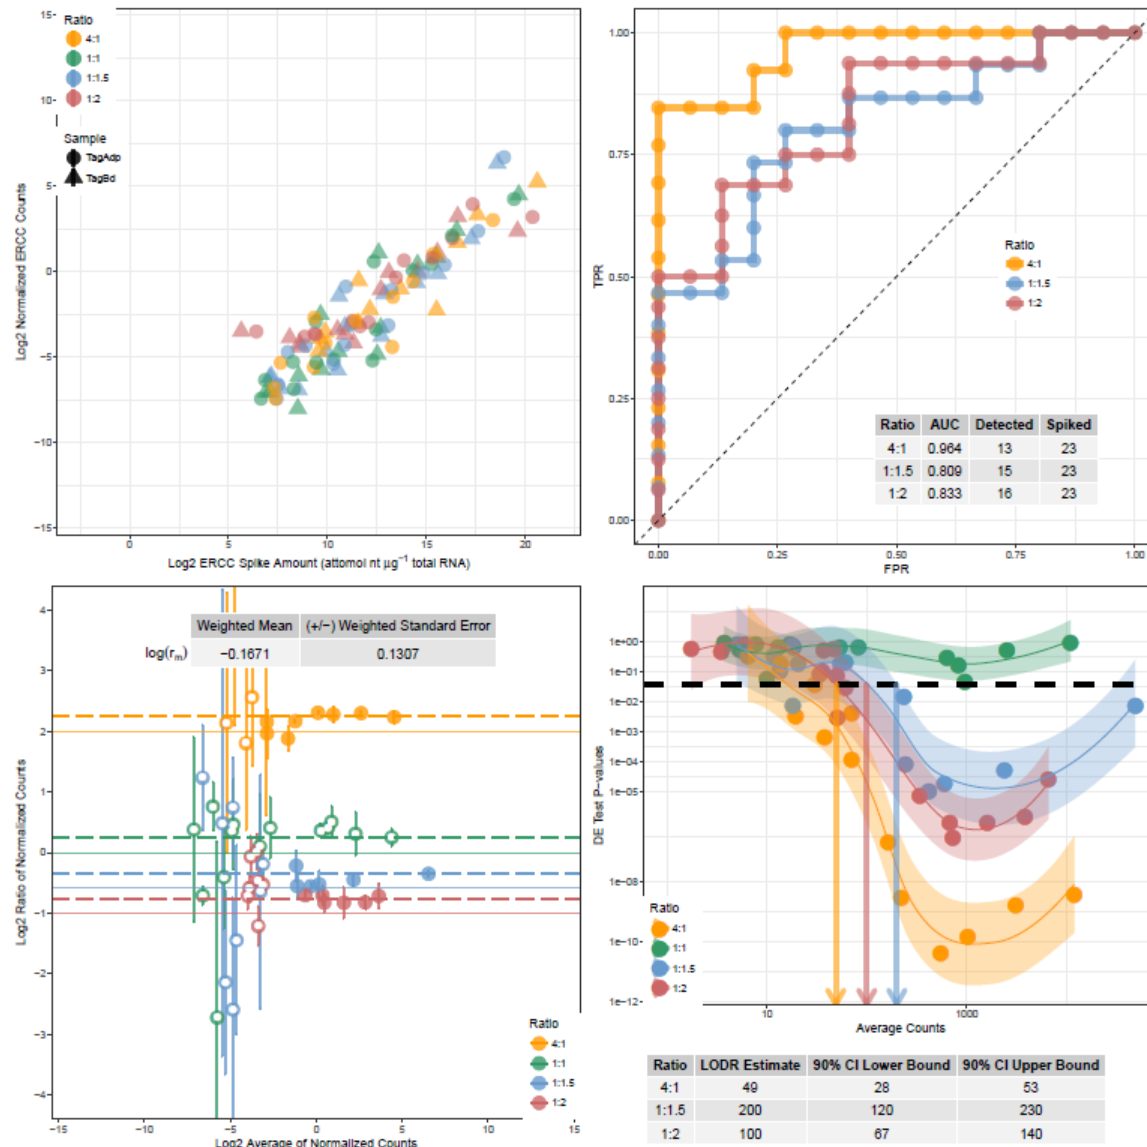 Ratio
4:1
1:1
1:1.5
1:2
Sample
TagAdp
TagBd
15
10
5
0
−5
−10
−15
Log2 Normalized ERCC Counts
0 5 10 15 20
Log2 ERCC Spike Amount (attomol nt µg⁻¹ total RNA)
1.00
0.75
0.50
0.25
0.00
TPR
Ratio
4:1
1:1.5
1:2
Ratio AUC Detected Spiked
4:1 0.964 13 23
1:1.5 0.809 15 23
1:2 0.833 16 23
0.00 0.25 0.50 0.75 1.00
FPR
Weighted Mean (+/−) Weighted Standard Error
log(rm) −0.1671 0.1307
4
3
2
1
0
−1
−2
−3
−4
Log2 Ratio of Normalized Counts
Ratio
4:1
1:1
1:1.5
1:2
−15 −10 −5 0 5 10 15
Log2 Average of Normalized Counts
1e+00
1e−01
1e−02
1e−03
1e−04
1e−05
1e−08
1e−10
1e−12
DE Test P−values
Ratio
4:1
1:1
1:1.5
1:2
10 1000
Average Counts
Ratio LODR Estimate 90% CI Lower Bound 90% CI Upper Bound
4:1 49 28 53
1:1.5 200 120 230
1:2 100 67 140